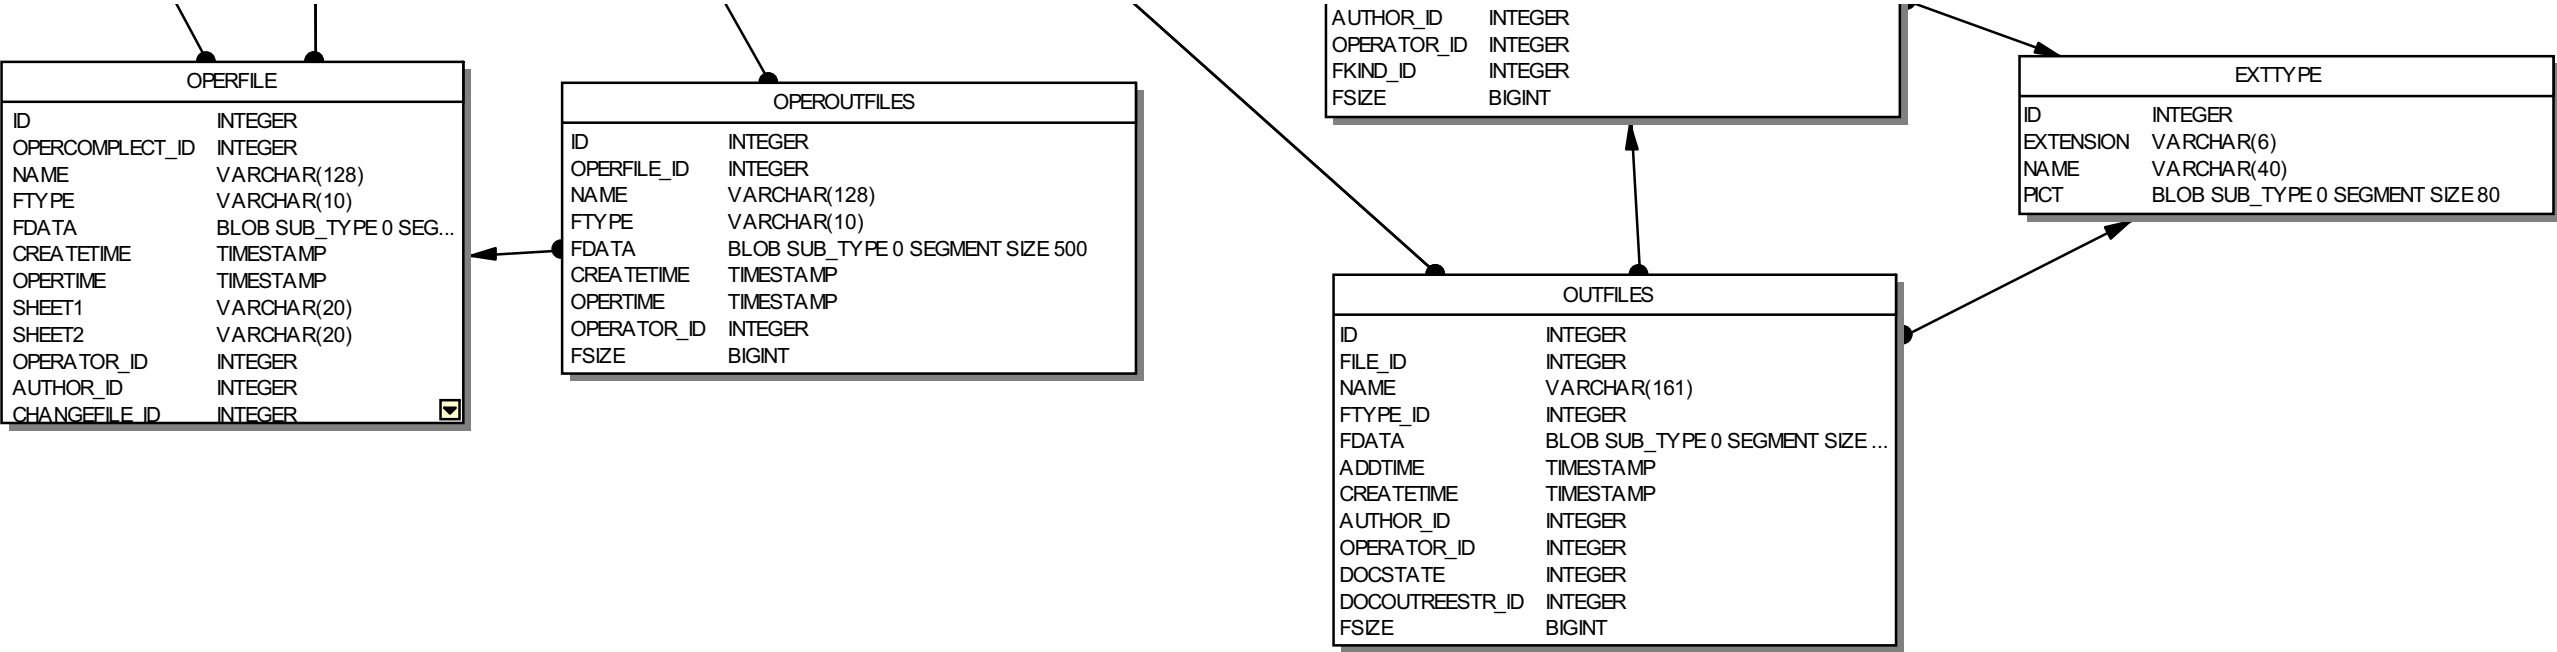 OPERFILE
ID INTEGER
OPERCOMPLECT_ID INTEGER
NAME VARCHAR(128)
FTYPE VARCHAR(10)
FDATA BLOB SUB_TYPE 0 SEG...
CREATETIME TIMESTAMP
OPERTIME TIMESTAMP
SHEET1 VARCHAR(20)
SHEET2 VARCHAR(20)
OPERATOR_ID INTEGER
AUTHOR_ID INTEGER
CHANGEFILE_ID INTEGER
OPEROUTFILES
ID INTEGER
OPERFILE_ID INTEGER
NAME VARCHAR(128)
FTYPE VARCHAR(10)
FDATA BLOB SUB_TYPE 0 SEGMENT SIZE 500
CREATETIME TIMESTAMP
OPERTIME TIMESTAMP
OPERATOR_ID INTEGER
FSIZE BIGINT
AUTHOR_ID INTEGER
OPERATOR_ID INTEGER
FKIND_ID INTEGER
FSIZE BIGINT
EXTTYPE
ID INTEGER
EXTENSION VARCHAR(6)
NAME VARCHAR(40)
PICT BLOB SUB_TYPE 0 SEGMENT SIZE 80
OUTFILES
ID INTEGER
FILE_ID INTEGER
NAME VARCHAR(161)
FTYPE_ID INTEGER
FDATA BLOB SUB_TYPE 0 SEGMENT SIZE ...
ADDTIME TIMESTAMP
CREATETIME TIMESTAMP
AUTHOR_ID INTEGER
OPERATOR_ID INTEGER
DOCSTATE INTEGER
DOCOUTREESTR_ID INTEGER
FSIZE BIGINT